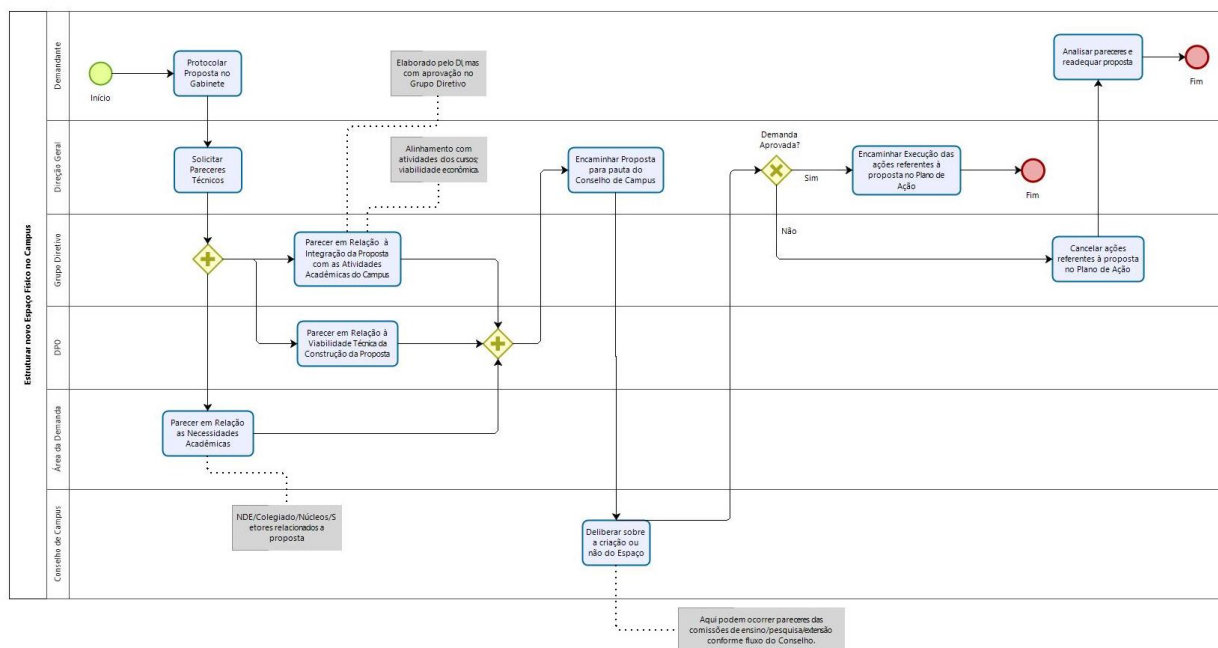 Estruturar novo Espaço Físico no Campus
Demandante
Início
Protocolar
Proposta no
Gabinete
Elaborado pelo DI, mas
com aprovação no
Grupo Diretivo
Analisar pareceres e
readequar proposta
Fim
Direção Geral
Solicitar
Pareceres
Técnicos
Alinhamento com
atividades dos cursos;
viabilidade econômica.
Encaminhar Proposta
para pauta do
Conselho de Campus
Demanda
Aprovada?
Sim
Encaminhar Execução das
ações referentes à
proposta no Plano de
Ação
Fim
Grupo Diretivo
Parecer em Relação à
Integração da Proposta
com as Atividades
Acadêmicas do Campus
Não
Cancelar ações
referentes à proposta
no Plano de Ação
DPO
Parecer em Relação à
Viabilidade Técnica da
Construção da Proposta
Área da Demanda
Parecer em Relação
as Necessidades
Acadêmicas
Conselho de Campus
NDE/Colegiado/Núcleos/S
etores relacionados a
proposta
Deliberar sobre
a criação ou
não do Espaço
Aqui podem ocorrer pareceres das
comissões de ensino/pesquisa/extensão
conforme fluxo do Conselho.